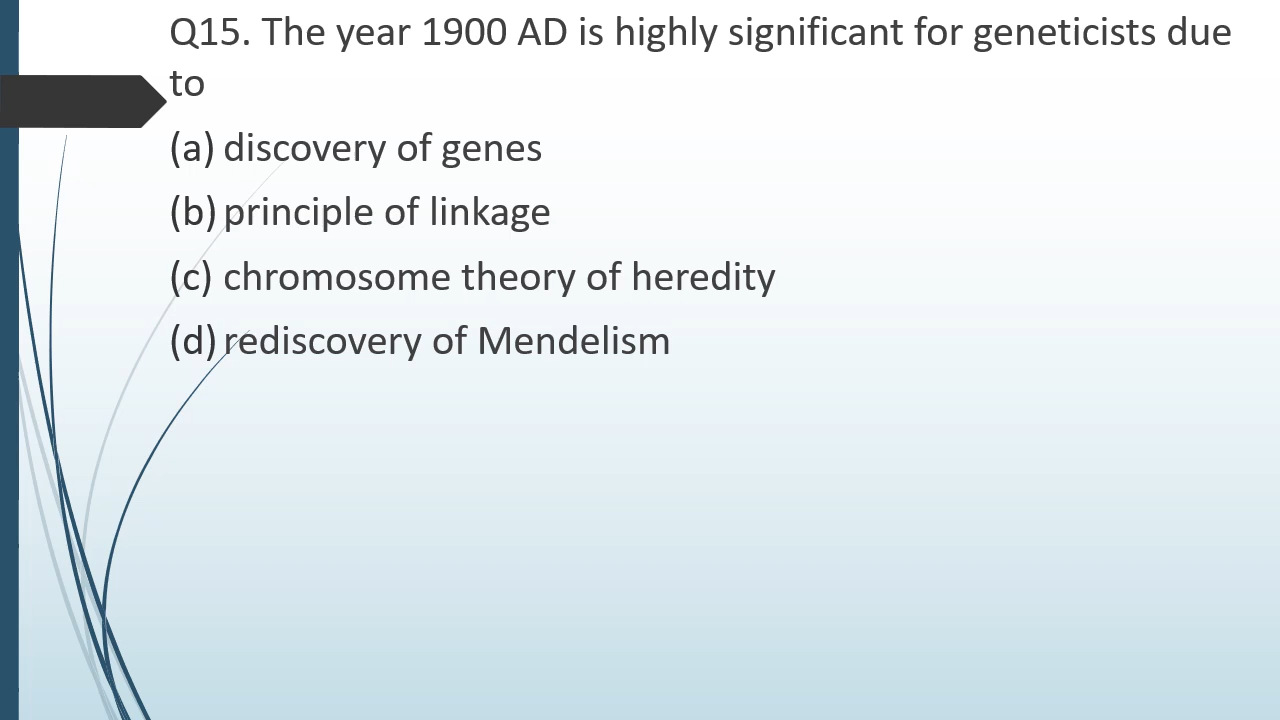 Q15. The year 1900 AD is highly significant for geneticists due
to
(a) discovery of genes
(b) principle of linkage
(c) chromosome theory of heredity
(d) rediscovery of Mendelism